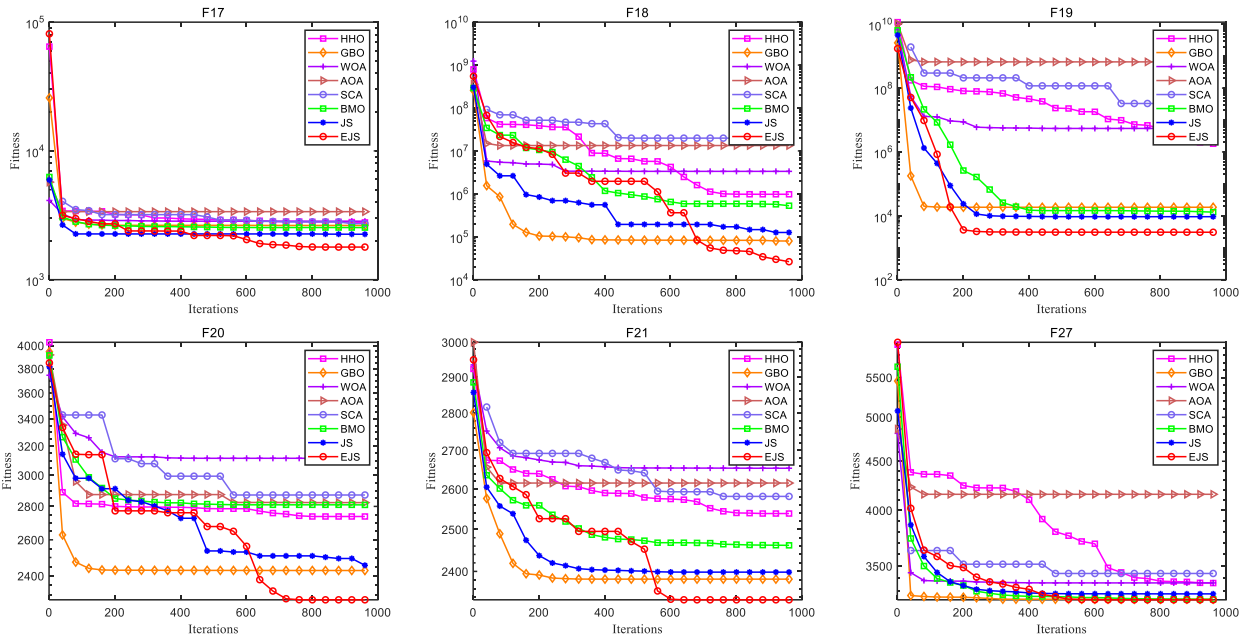 F17
10^5
10^4
10^3
Fitness
0
200
400
600
800
1000
Iterations
HHO
GBO
WOA
AOA
SCA
BMO
JS
EJS
F18
10^10
10^9
10^8
10^7
10^6
10^5
10^4
Fitness
0
200
400
600
800
1000
Iterations
HHO
GBO
WOA
AOA
SCA
BMO
JS
EJS
F19
10^10
10^8
10^6
10^4
10^2
Fitness
0
200
400
600
800
1000
Iterations
HHO
GBO
WOA
AOA
SCA
BMO
JS
EJS
F20
4000
3800
3600
3400
3200
3000
2800
2600
2400
Fitness
0
200
400
600
800
1000
Iterations
HHO
GBO
WOA
AOA
SCA
BMO
JS
EJS
F21
3000
2900
2800
2700
2600
2500
2400
Fitness
0
200
400
600
800
1000
Iterations
HHO
GBO
WOA
AOA
SCA
BMO
JS
EJS
F27
5500
5000
4500
4000
3500
Fitness
0
200
400
600
800
1000
Iterations
HHO
GBO
WOA
AOA
SCA
BMO
JS
EJS